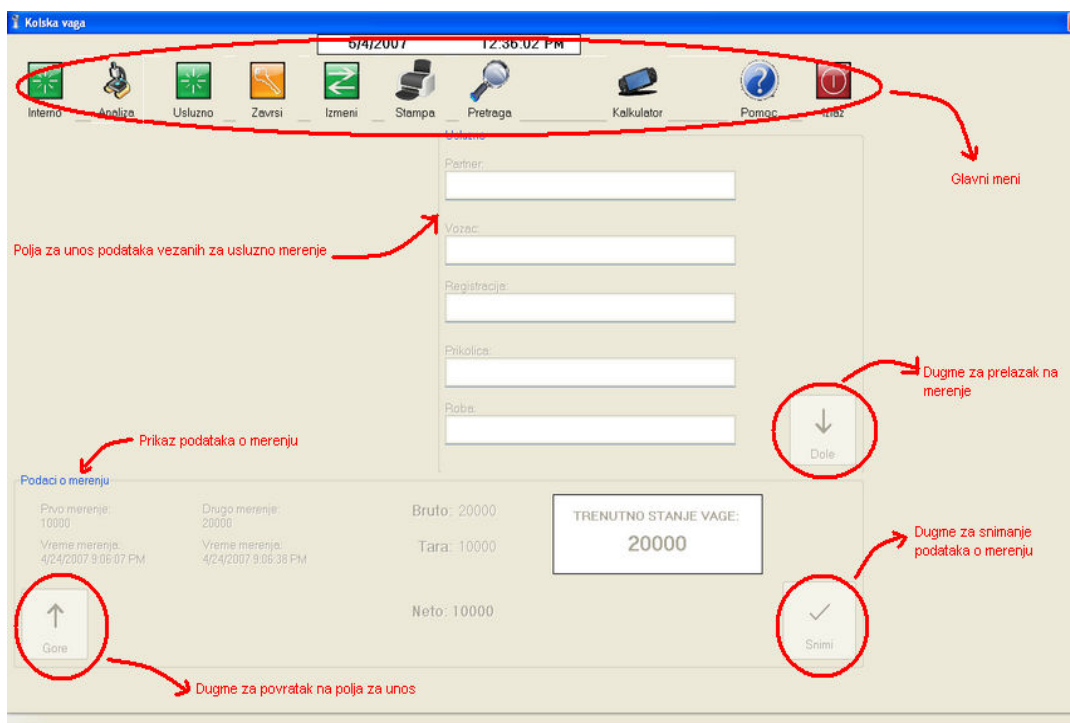 Kolska vaga
5/4/2007 12:36:02 PM
Interno Analiza Usluzno Zavrsi Izmeni Stampa Pretraga Kalkulator Pomoc Izlaz
Glavni meni
Usluzno
Partner:
Polja za unos podataka vezanih za usluzno merenje
Vozac:
Registracija:
Prikolica:
Dugme za prelazak na
merenje
Roba:
Dole
Prikaz podataka o merenju
Podaci o merenju
Prvo merenje:
10000
Vreme merenja:
4/24/2007 9:06:07 PM
Drugo merenje:
20000
Vreme merenja:
4/24/2007 9:06:38 PM
Bruto: 20000
Tara: 10000
Neto: 10000
TRENUTNO STANJE VAGE:
20000
Dugme za snimanje
podataka o merenju
Gore
Snimi
Dugme za povratak na polja za unos